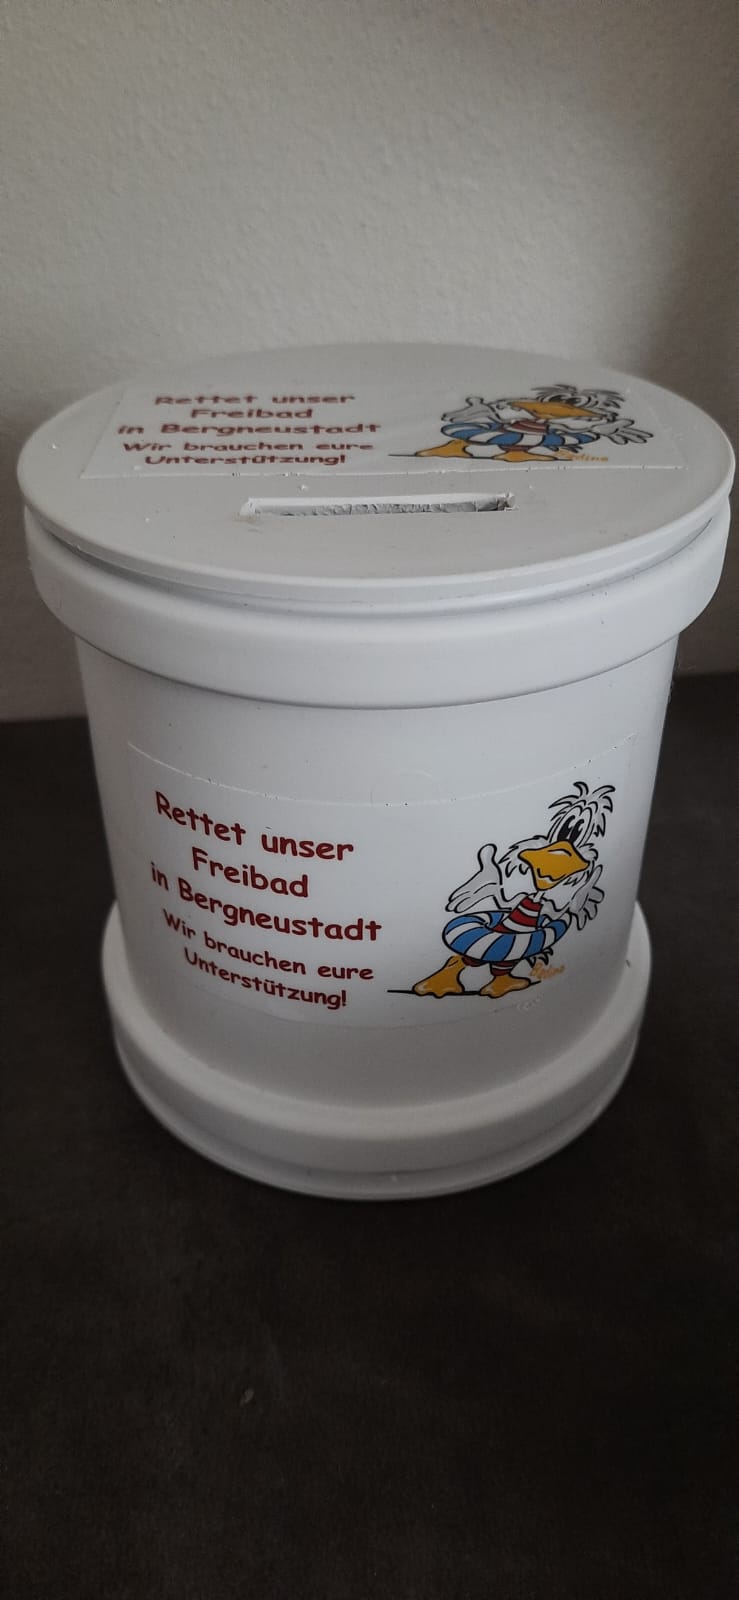 Rettet unser
Freibad
in Bergneustadt
Wir brauchen eure
Unterstützung!
Rettet unser
Freibad
in Bergneustadt
Wir brauchen eure
Unterstützung!